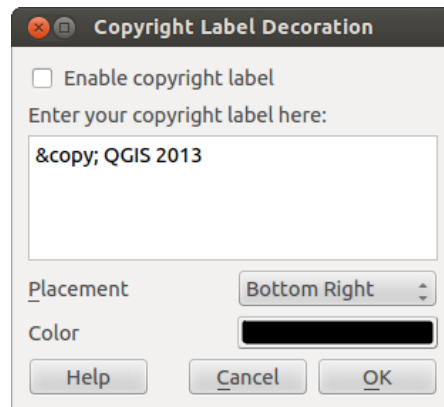 Copyright Label Decoration
Enable copyright label
Enter your copyright label here:
&copy; QGIS 2013
Placement
Bottom Right
Color
Help
Cancel
OK